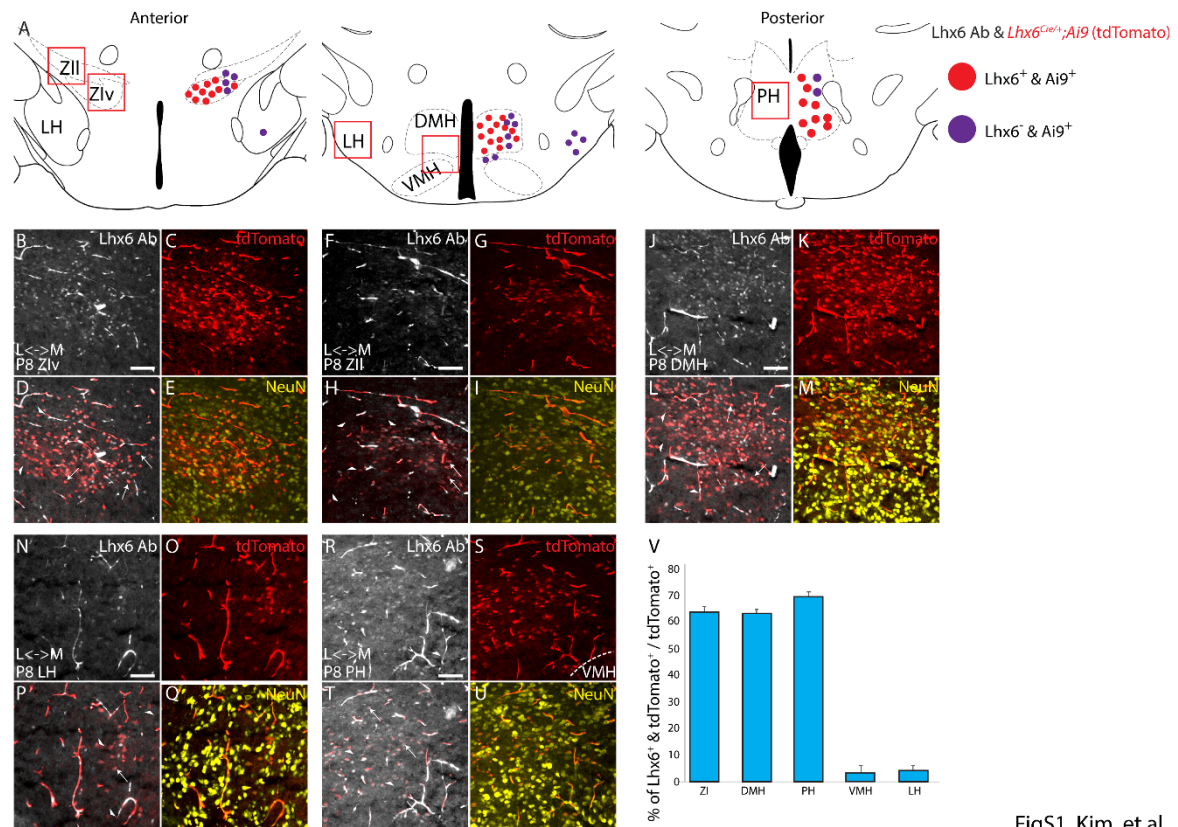 A
Anterior
Posterior
Lhx6 Ab & Lhx6Cre/+;Ai9 (tdTomato)
Lhx6+ & Ai9+
Lhx6- & Ai9+
ZII
ZIv
LH
LH
DMH
VMH
PH
B Lhx6 Ab
L<->M
P8 ZIv
C tdTomato
F Lhx6 Ab
L<->M
P8 ZII
G tdTomato
J Lhx6 Ab
L<->M
P8 DMH
K tdTomato
D
E NeuN
H
I NeuN
L
M NeuN
N Lhx6 Ab
L<->M
P8 LH
O tdTomato
R Lhx6 Ab
L<->M
P8 PH
S tdTomato
VMH
P
Q NeuN
T
U NeuN
V
% of Lhx6+ & tdTomato+ / tdTomato+
80
70
60
50
40
30
20
10
0
ZI DMH PH VMH LH
FigS1. Kim, et al